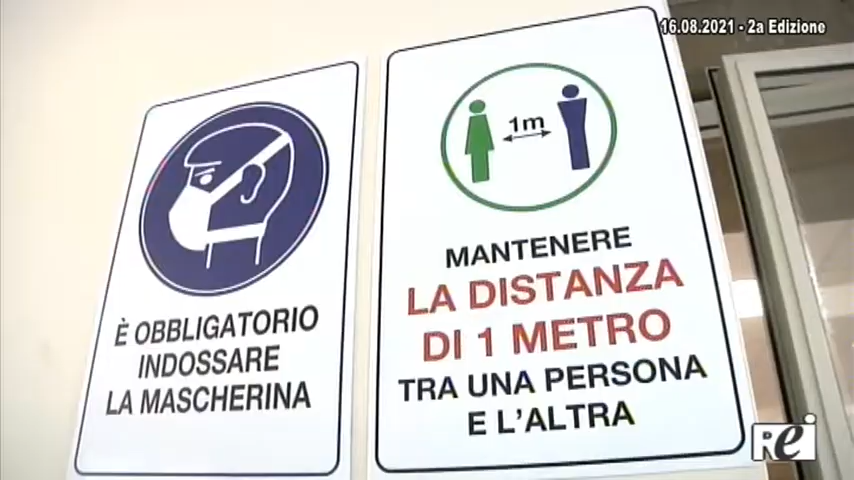 16.08.2021 - 2a Edizione
È OBBLIGATORIO
INDOSSARE
LA MASCHERINA
1m
MANTENERE
LA DISTANZA
DI 1 METRO
TRA UNA PERSONA
E L'ALTRA
Rei